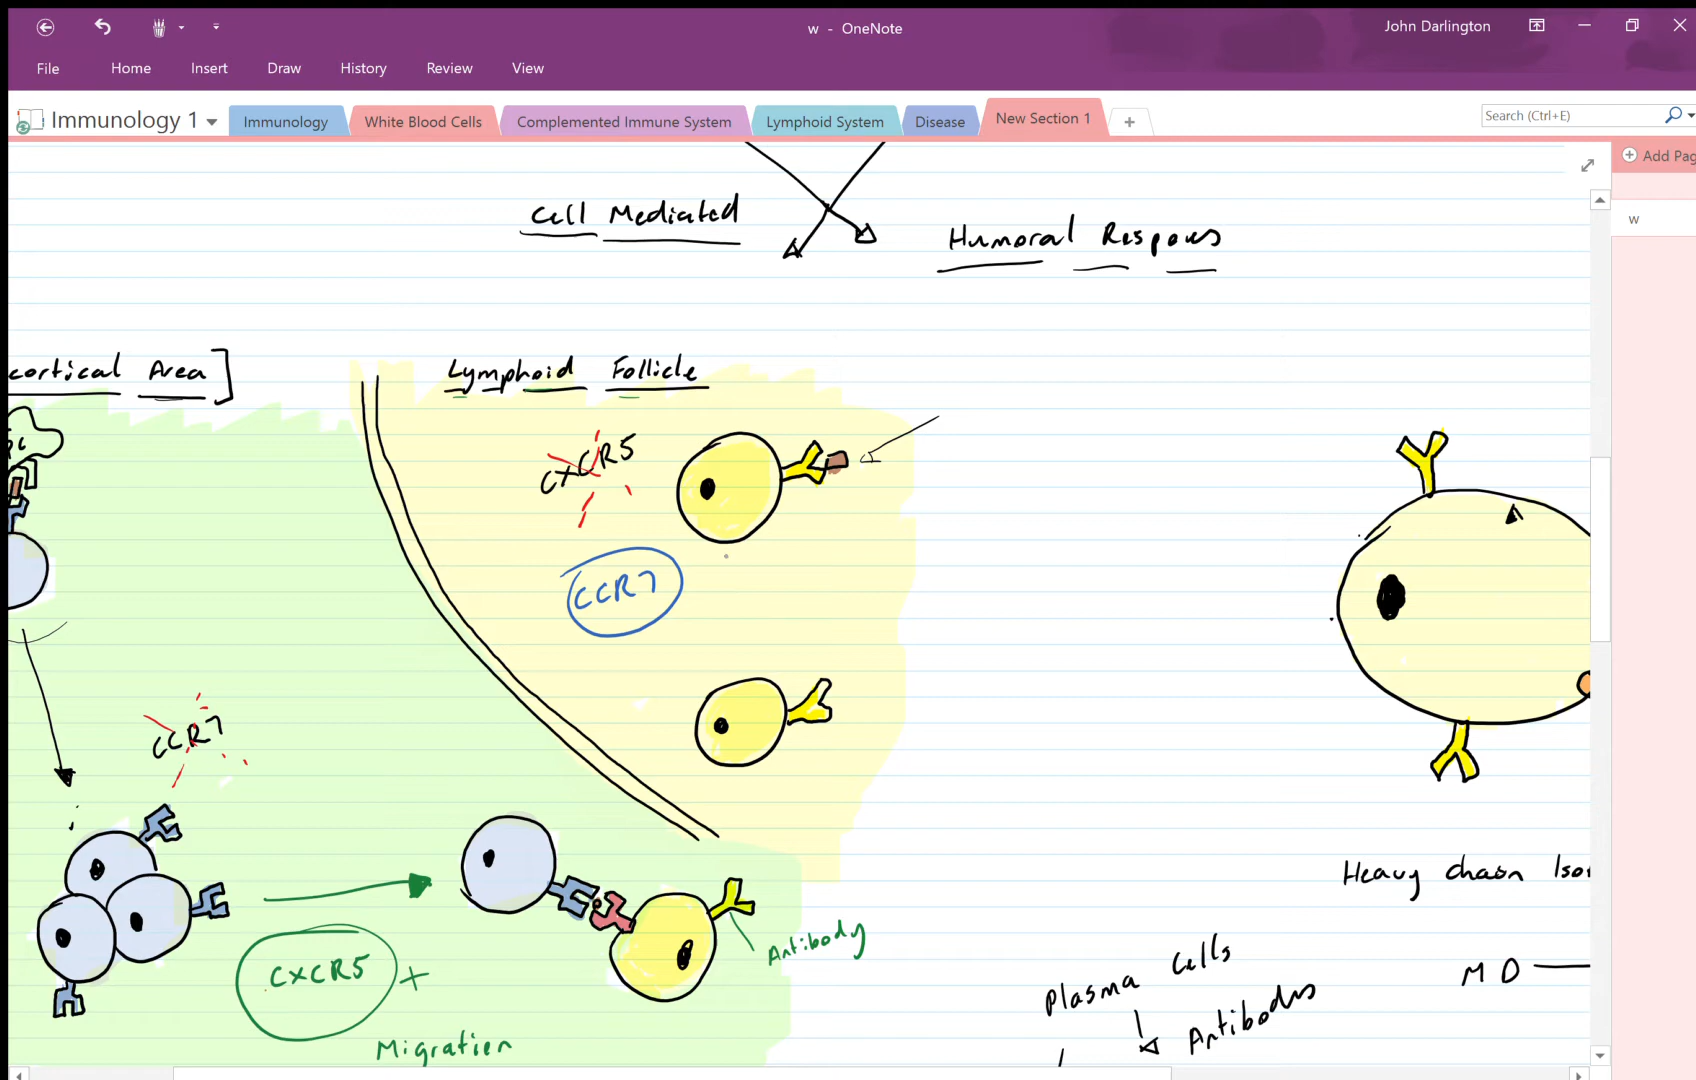 w - OneNote
John Darlington
File Home Insert Draw History Review View
Immunology 1
Immunology
White Blood Cells
Complemented Immune System
Lymphoid System
Disease
New Section 1
Search (Ctrl+E)
Add Pag
w
Cell Mediated
Humoral Respons
cortical Area]
Lymphoid Follicle
CXCR5
CCR7
CCR7
CXCR5 +
Migration
Antibody
Heavy chain Iso
M D
Plasma Cells
Antibodus